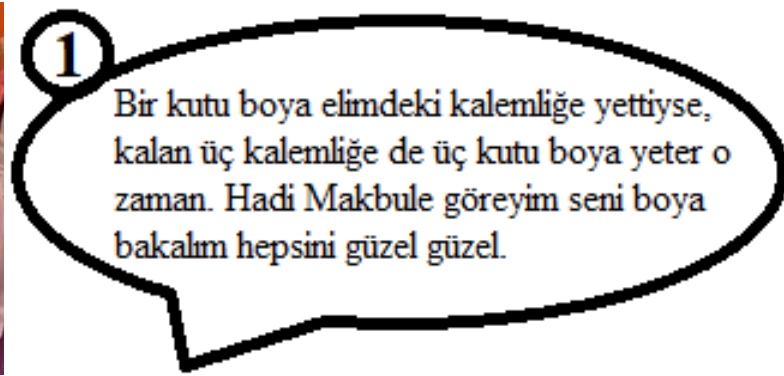 1
Bir kutu boya elimdeki kalemliğe yettiyse,
kalan üç kalemliğe de üç kutu boya yeter o
zaman. Hadi Makbule göreyim seni boya
bakalım hepsini güzel güzel.